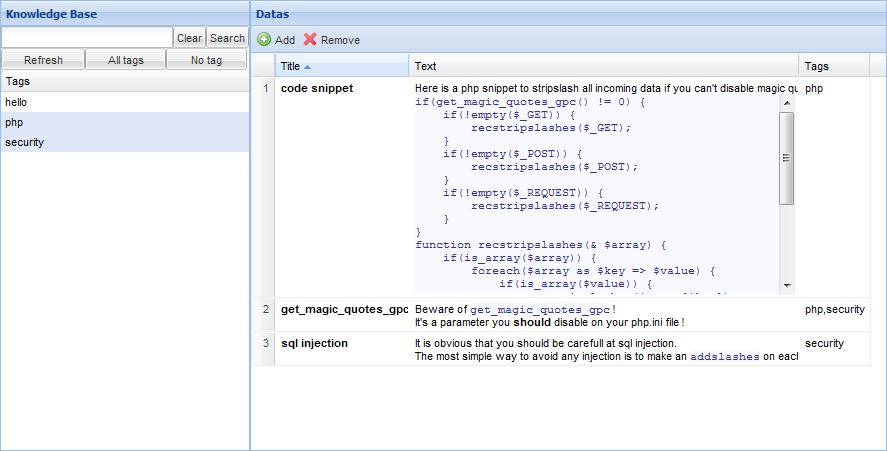 Knowledge Base
Clear Search
Refresh All tags No tag
Tags
hello
php
security
Datas
Add Remove
Title Text Tags
1 code snippet Here is a php snippet to stripslash all incoming data if you can't disable magic php
if(get_magic_quotes_gpc() != 0) {
if(!empty($_GET)) {
recstripslashes($_GET);
}
if(!empty($_POST)) {
recstripslashes($_POST);
}
if(!empty($_REQUEST)) {
recstripslashes($_REQUEST);
}
}
function recstripslashes(& $array) {
if(is_array($array)) {
foreach($array as $key => $value) {
if(is_array($value)) {
2 get_magic_quotes_gpc Beware of get_magic_quotes_gpc! php,security
It's a parameter you should disable on your php.ini file !
3 sql injection It is obvious that you should be carefull at sql injection. security
The most simple way to avoid any injection is to make an addslashes on each